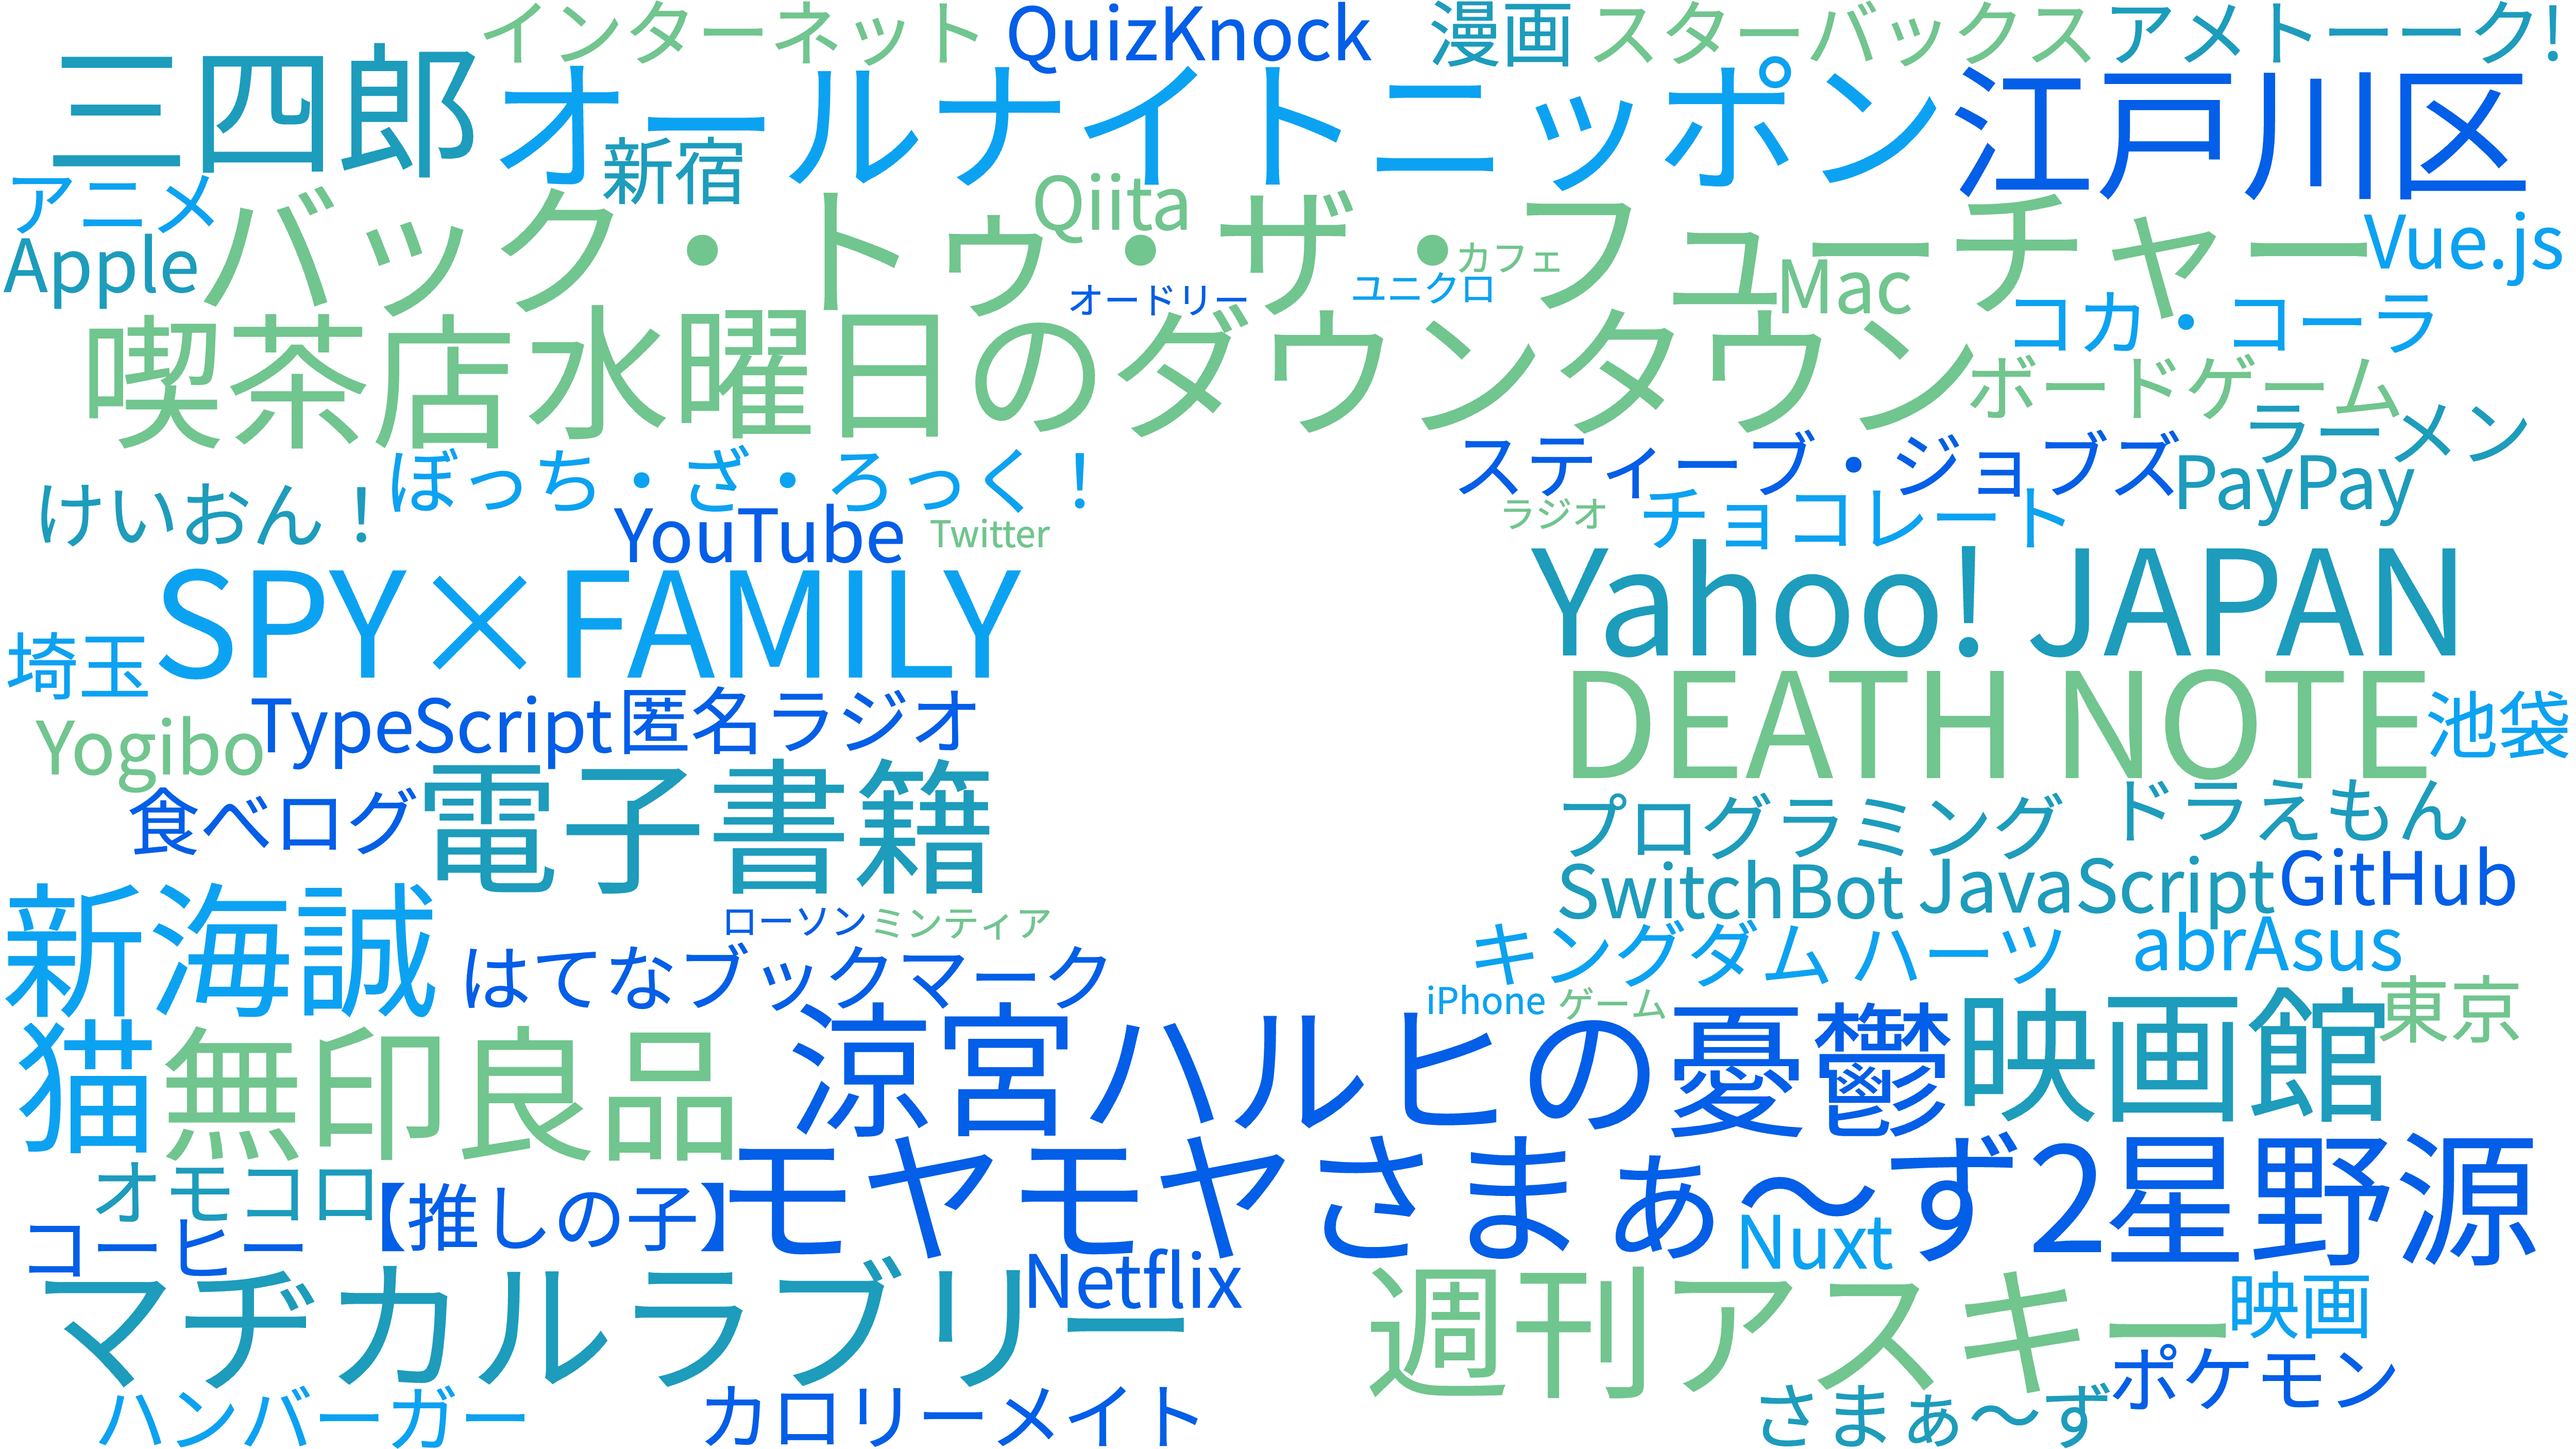 インターネット QuizKnock 漫画 スターバックス アメトーーク!
三四郎 オールナイトニッポン 江戸川区
新宿
アニメ バック・トゥ・ザ・フューチャー Qiita Vue.js
Apple カフェ
オードリー ユニクロ Mac コカ・コーラ
喫茶店 水曜日のダウンタウン ボードゲーム
ラーメン
ぼっち・ざ・ろっく！ スティーブ・ジョブズ PayPay
けいおん！ YouTube Twitter ラジオ チョコレート
SPY×FAMILY Yahoo! JAPAN
埼玉
TypeScript 匿名ラジオ DEATH NOTE 池袋
Yogibo
食べログ 電子書籍 プログラミング ドラえもん
SwitchBot JavaScript GitHub
新海誠 ローソン ミンティア
はてなブックマーク キングダム ハーツ abrAsus
iPhone ゲーム 東京
猫 無印良品 涼宮ハルヒの憂鬱 映画館
オモコロ 【推しの子】 モヤモヤさまぁ〜ず2 星野源
コーヒー Nuxt
マヂカルラブリー Netflix 週刊アスキー 映画
ポケモン
ハンバーガー カロリーメイト さまぁ〜ず